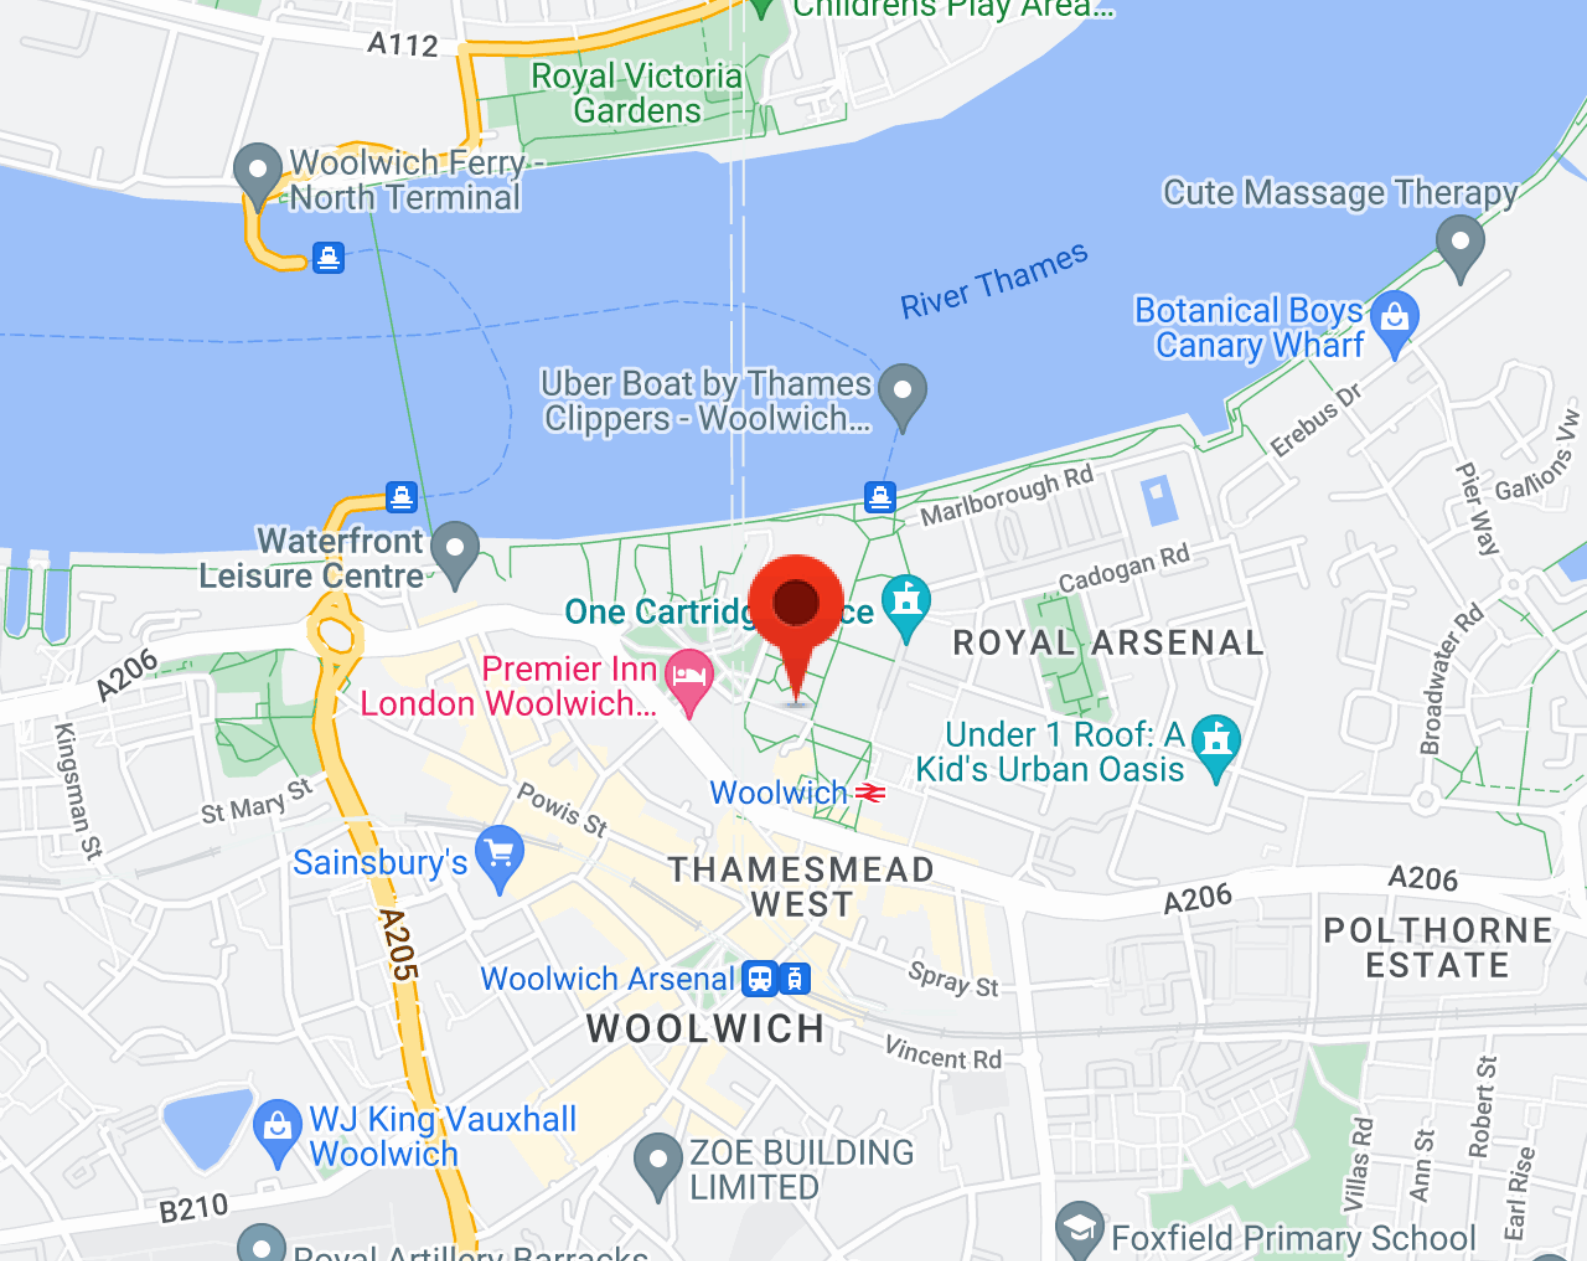 Childrens Play Area...
A112
Royal Victoria
Gardens
Woolwich Ferry -
North Terminal
Cute Massage Therapy
River Thames
Botanical Boys
Canary Wharf
Uber Boat by Thames
Clippers - Woolwich...
Erebus Dr
Gallions Vw
Pier Way
Marlborough Rd
Waterfront
Leisure Centre
Cadogan Rd
One Cartridg
ce
ROYAL ARSENAL
Broadwater Rd
A206
Premier Inn
London Woolwich...
Kingsman St
Under 1 Roof: A
Kid's Urban Oasis
St Mary St
Powis St
Woolwich
Sainsbury's
THAMESMEAD
WEST
A206
A206
A205
POLTHORNE
ESTATE
Woolwich Arsenal
Spray St
WOOLWICH
Vincent Rd
WJ King Vauxhall
Woolwich
ZOE BUILDING
LIMITED
Villas Rd
Ann St
Robert St
Earl Rise
B210
Foxfield Primary School
Royal Artillery Barracks